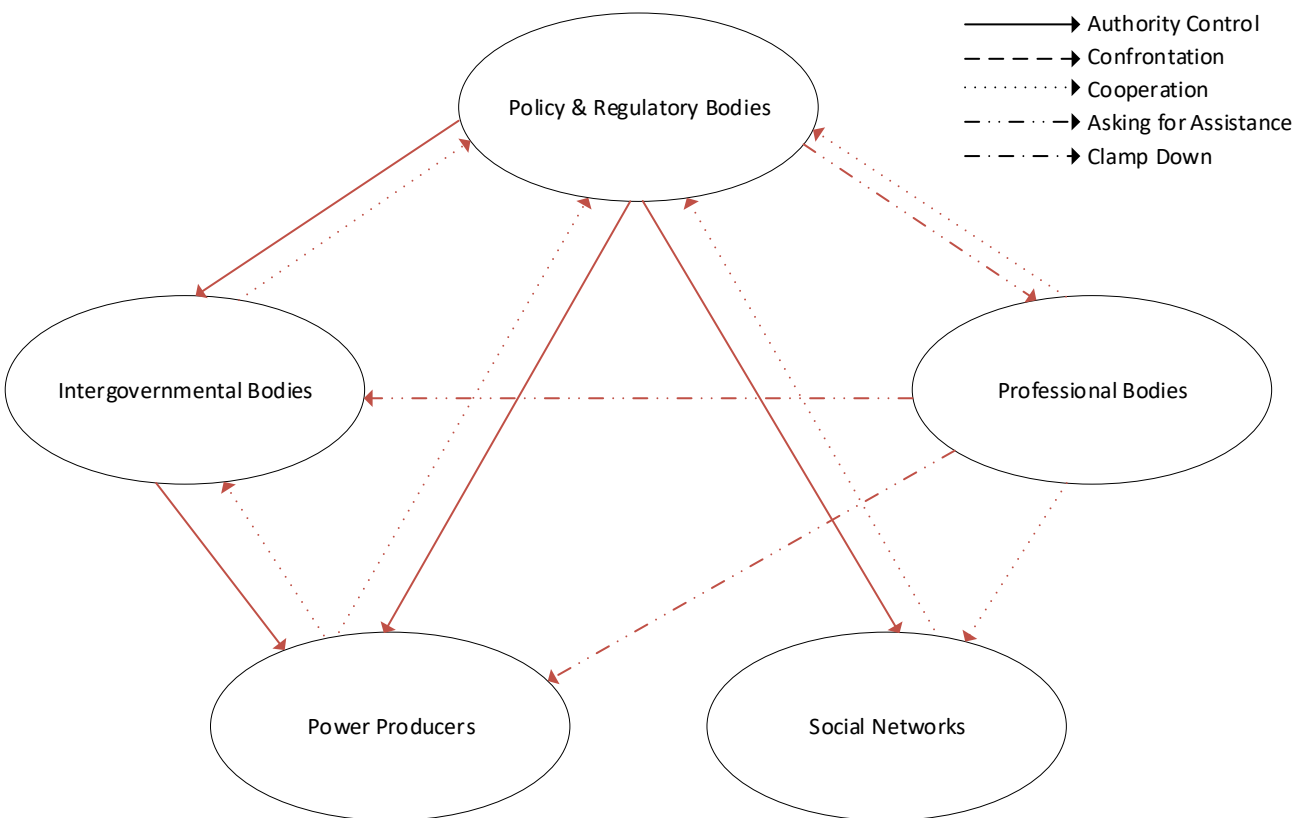 Authority Control
Confrontation
Cooperation
Asking for Assistance
Clamp Down
Policy & Regulatory Bodies
Intergovernmental Bodies
Professional Bodies
Power Producers
Social Networks